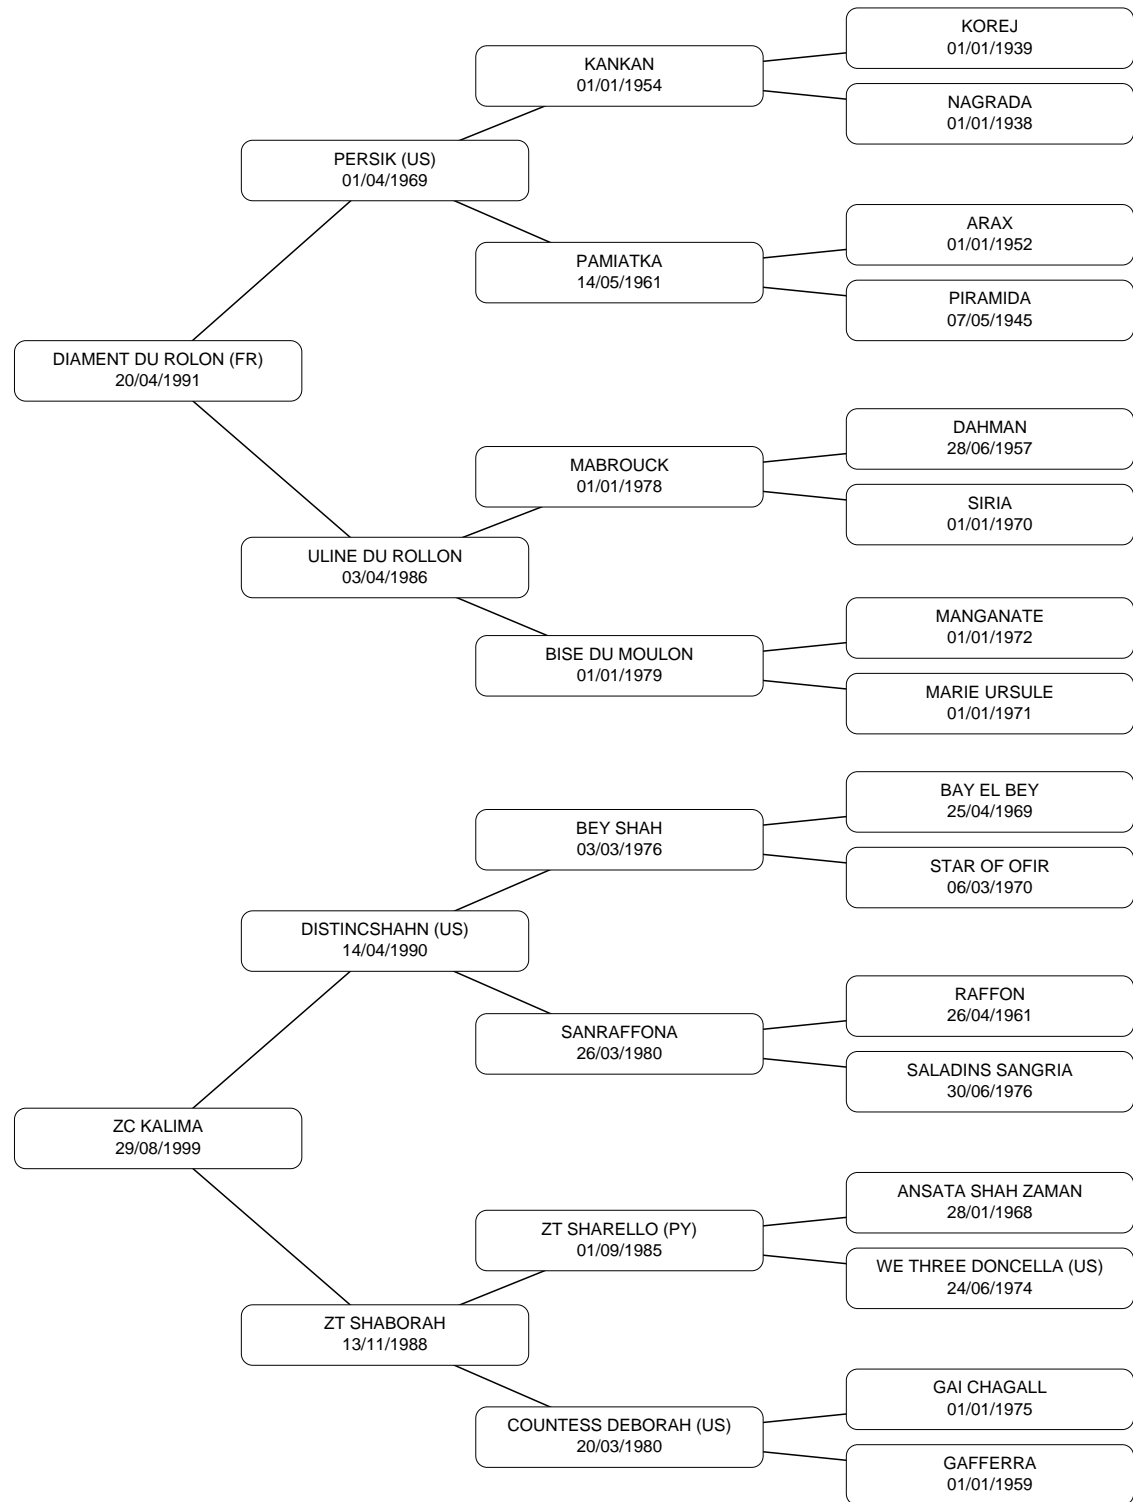 KOREJ
01/01/1939
KANKAN
01/01/1954
NAGRADA
01/01/1938
PERSIK (US)
01/04/1969
ARAX
01/01/1952
PAMIATKA
14/05/1961
PIRAMIDA
07/05/1945
DIAMENT DU ROLON (FR)
20/04/1991
DAHMAN
28/06/1957
MABROUCK
01/01/1978
SIRIA
01/01/1970
ULINE DU ROLLON
03/04/1986
MANGANATE
01/01/1972
BISE DU MOULON
01/01/1979
MARIE URSULE
01/01/1971
BAY EL BEY
25/04/1969
BEY SHAH
03/03/1976
STAR OF OFIR
06/03/1970
DISTINCSHAHN (US)
14/04/1990
RAFFON
26/04/1961
SANRAFFONA
26/03/1980
SALADINS SANGRIA
30/06/1976
ZC KALIMA
29/08/1999
ANSATA SHAH ZAMAN
28/01/1968
ZT SHARELLO (PY)
01/09/1985
WE THREE DONCELLA (US)
24/06/1974
ZT SHABORAH
13/11/1988
GAI CHAGALL
01/01/1975
COUNTESS DEBORAH (US)
20/03/1980
GAFFERRA
01/01/1959